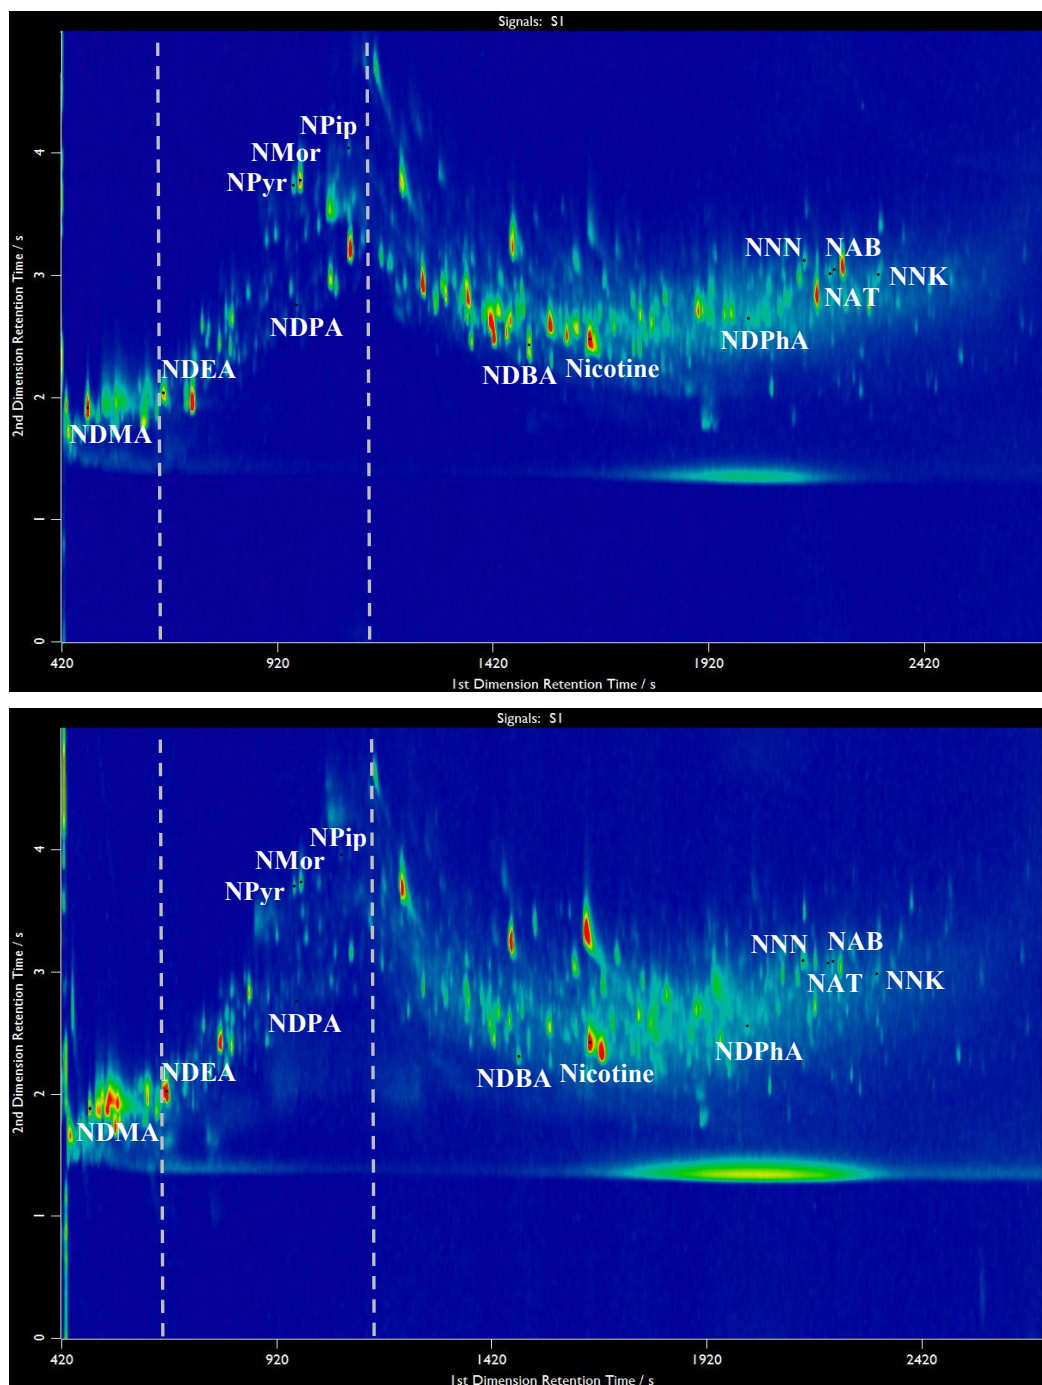 Signals: S1
4
NPip
NMor
NPyr
NNN
NAB
3
NNK
NAT
NDPA
NDPhA
NDEA
NDBA
Nicotine
2
NDMA
2nd Dimension Retention Time / s
1
0
420
920
1420
1920
2420
1st Dimension Retention Time / s
Signals: S1
4
NPip
NMor
NPyr
NNN
NAB
3
NAT
NNK
NDPA
NDPhA
NDEA
NDBA
Nicotine
2
NDMA
2nd Dimension Retention Time / s
1
0
420
920
1420
1920
2420
1st Dimension Retention Time / s